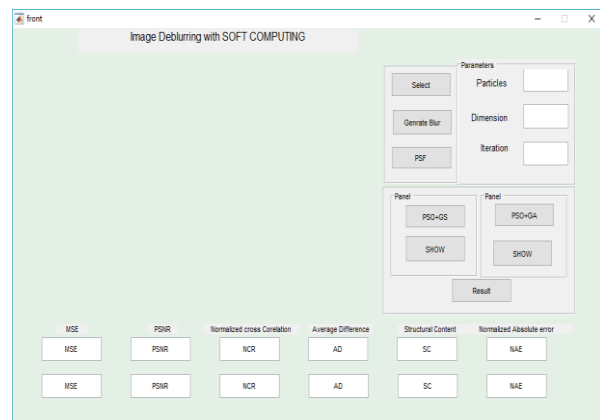 front
Image Deblurring with SOFT COMPUTING
Parameters
Select
Particles
Genrate Blur
Dimension
PSF
Iteration
Panel
Panel
PSO+GS
PSO+GA
SHOW
SHOW
Result
MSE PSNR Normalized cross Corelation Average Difference Structural Content Normalized Absolute error
MSE PSNR NCR AD SC NAE
MSE PSNR NCR AD SC NAE